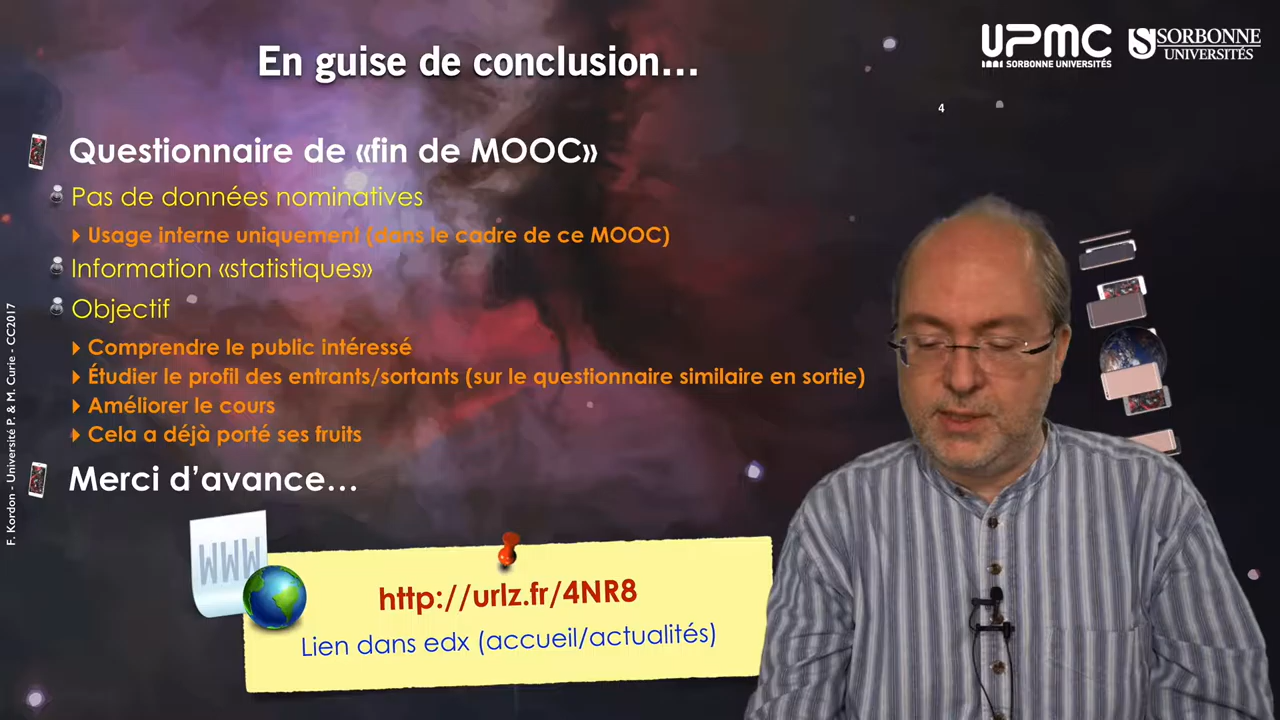 En guise de conclusion...
UPMC
SORBONNE UNIVERSITÉS
SORBONNE
UNIVERSITÉS
4
Questionnaire de «fin de MOOC»
Pas de données nominatives
Usage interne uniquement (dans le cadre de ce MOOC)
Information «statistiques»
Objectif
Comprendre le public intéressé
Étudier le profil des entrants/sortants (sur le questionnaire similaire en sortie)
Améliorer le cours
Cela a déjà porté ses fruits
Merci d’avance...
WWW
http://urlz.fr/4NR8
Lien dans edx (accueil/actualités)
F. Kordon - Université P. & M. Curie - CC2017